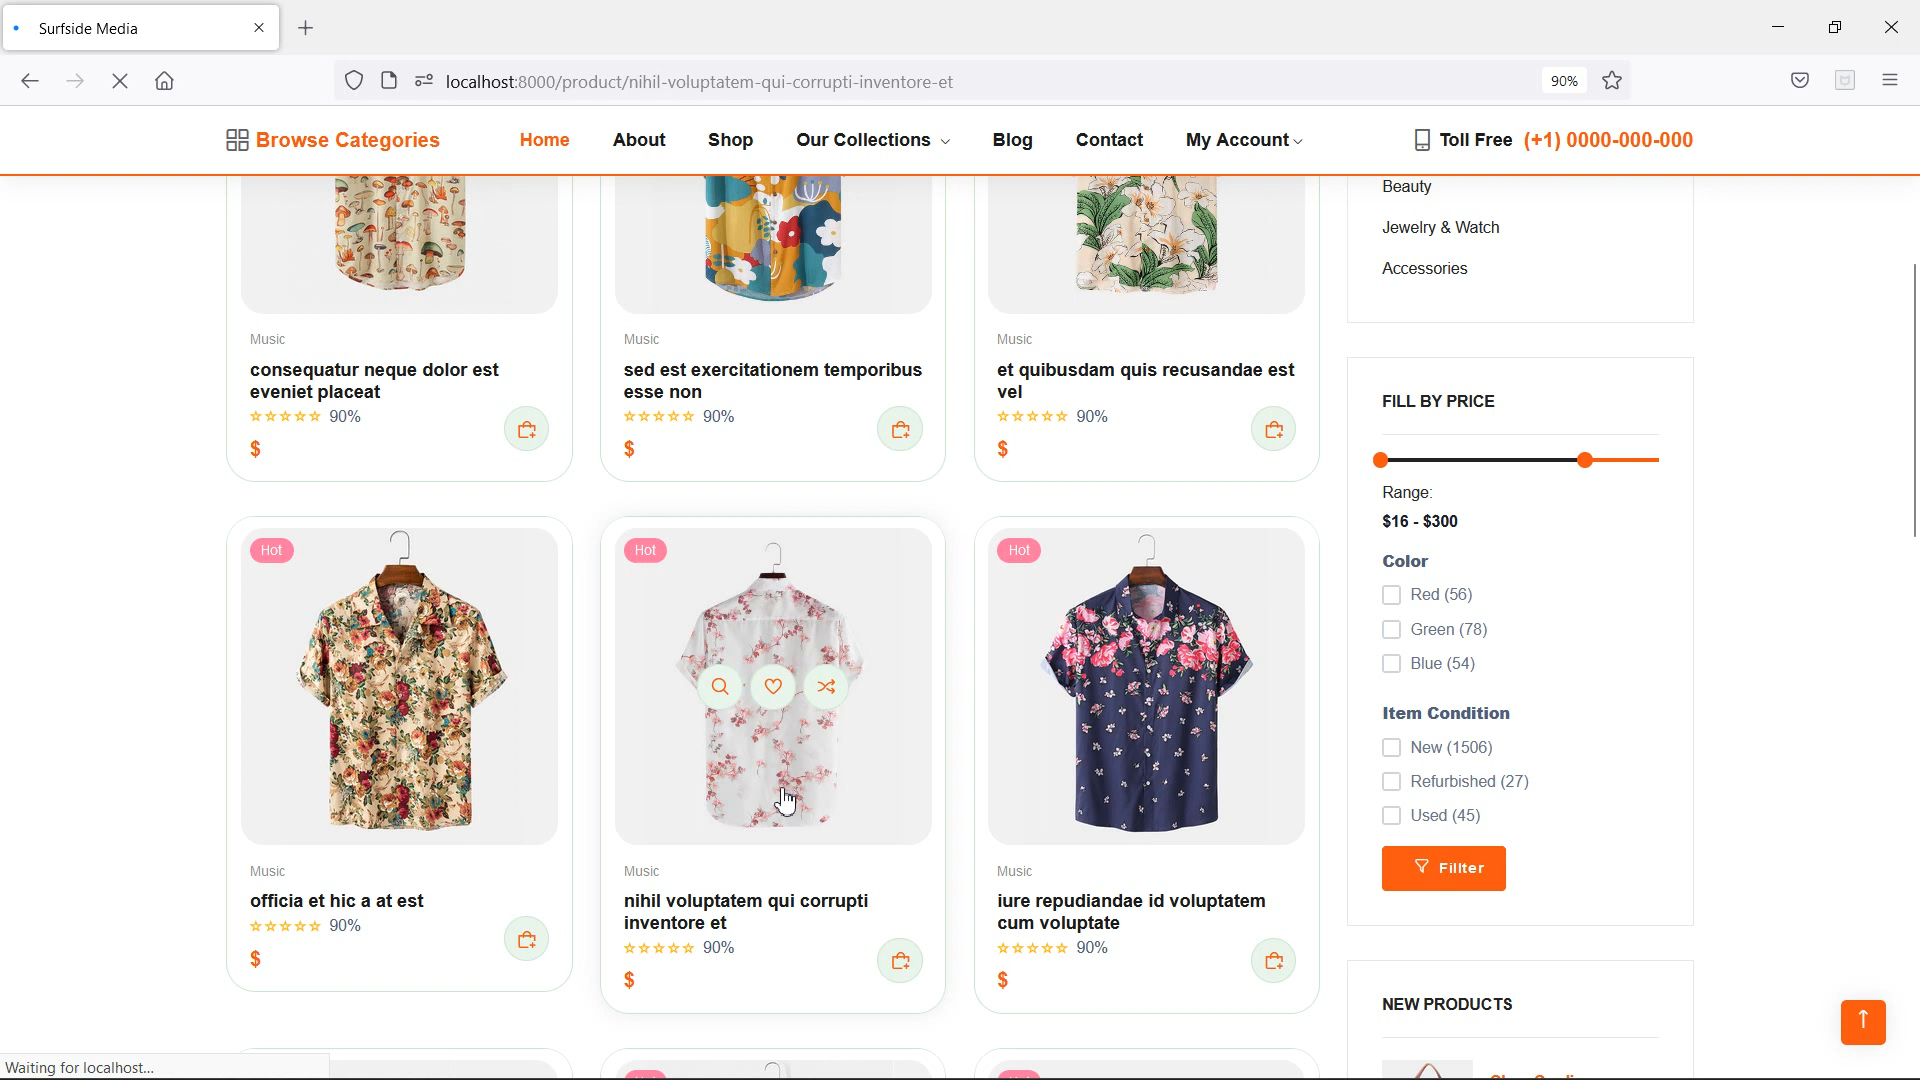 Surfside Media
localhost:8000/product/nihil-voluptatem-qui-corrupti-inventore-et
90%
Browse Categories
Home
About
Shop
Our Collections
Blog
Contact
My Account
Toll Free (+1) 0000-000-000
Beauty
Jewelry & Watch
Accessories
Music
consequatur neque dolor est
eveniet placeat
90%
$
Music
sed est exercitationem temporibus
esse non
90%
$
Music
et quibusdam quis recusandae est
vel
90%
$
FILL BY PRICE
Range:
$16 - $300
Color
Red (56)
Green (78)
Blue (54)
Item Condition
New (1506)
Refurbished (27)
Used (45)
Fillter
Hot
Music
officia et hic a at est
90%
$
Hot
Music
nihil voluptatem qui corrupti
inventore et
90%
$
Hot
Music
iure repudiandae id voluptatem
cum voluptate
90%
$
NEW PRODUCTS
Waiting for localhost...